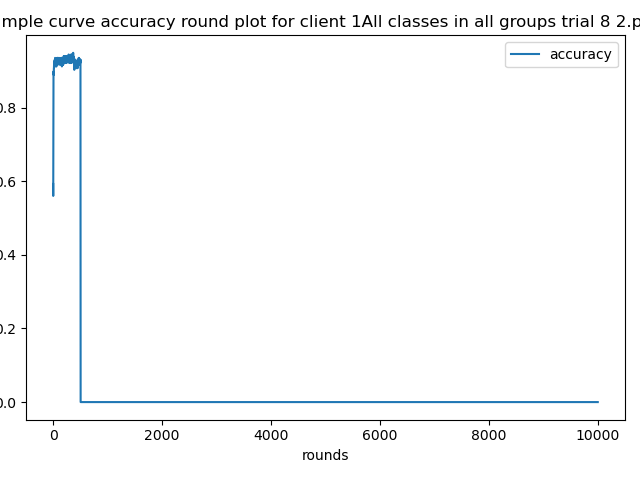 mple curve accuracy round plot for client 1All classes in all groups trial 8 2.p
accuracy
0.8
0.6
0.4
0.2
0.0
0 2000 4000 6000 8000 10000
rounds